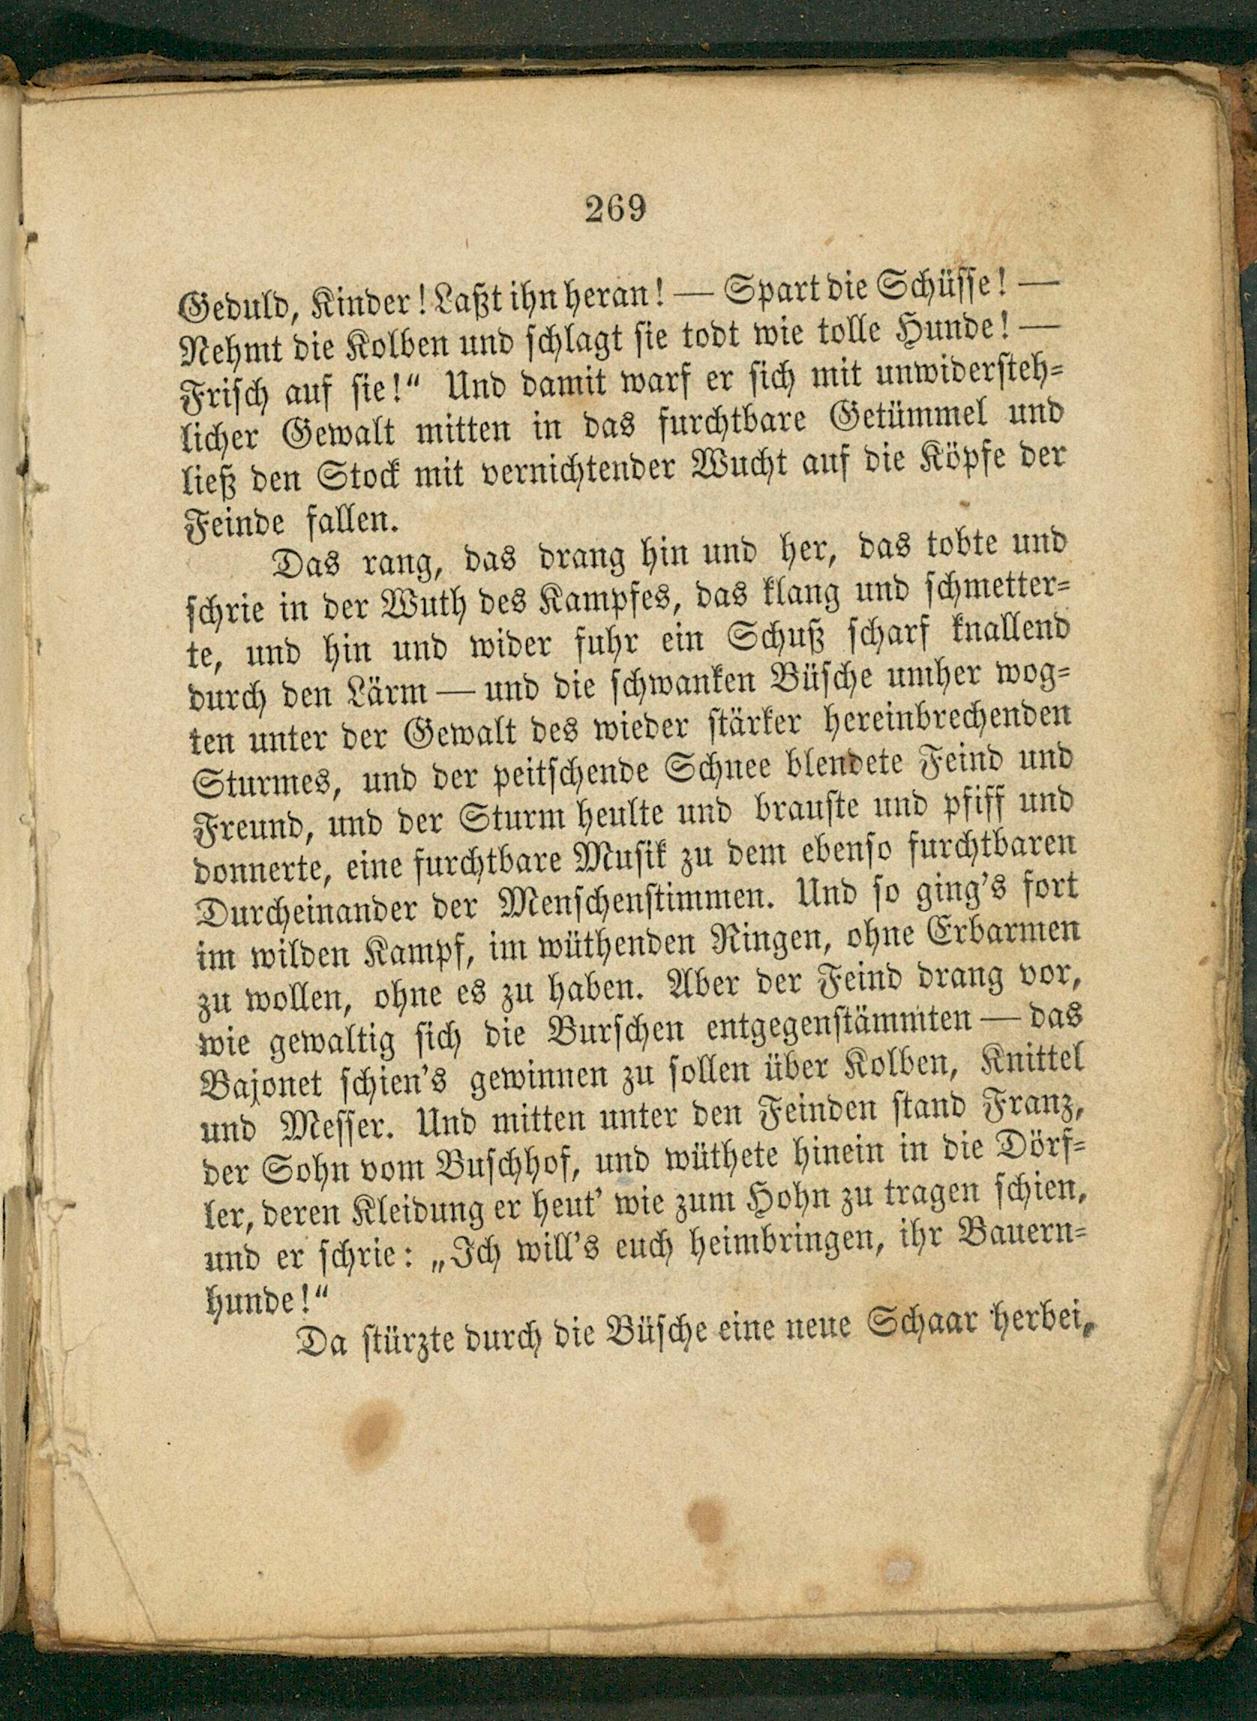 269
Geduld, Kinder! Laßt ihn heran! — Spart die Schüsse! —
Nehmt die Kolben und schlagt sie todt wie tolle Hunde! —
Frisch auf sie!“ Und damit warf er sich mit unwidersteh-
licher Gewalt mitten in das furchtbare Getümmel und
ließ den Stock mit vernichtender Wucht auf die Köpfe der
Feinde fallen.
Das rang, das drang hin und her, das tobte und
schrie in der Wuth des Kampfes, das klang und schmetter-
te, und hin und wider fuhr ein Schuß scharf knallend
durch den Lärm — und die schwanken Büsche umher wog-
ten unter der Gewalt des wieder stärker hereinbrechenden
Sturmes, und der peitschende Schnee blendete Feind und
Freund, und der Sturm heulte und brauste und pfiff und
donnerte, eine furchtbare Musik zu dem ebenso furchtbaren
Durcheinander der Menschenstimmen. Und so ging's fort
im wilden Kampf, im wüthenden Ringen, ohne Erbarmen
zu wollen, ohne es zu haben. Aber der Feind drang vor,
wie gewaltig sich die Burschen entgegenstämmten — das
Bajonet schien's gewinnen zu sollen über Kolben, Knittel
und Messer. Und mitten unter den Feinden stand Franz,
der Sohn vom Buschhof, und wüthete hinein in die Dörf-
ler, deren Kleidung er heut' wie zum Hohn zu tragen schien,
und er schrie: „Ich will's euch heimbringen, ihr Bauern-
hunde!“
Da stürzte durch die Büsche eine neue Schaar herbei,